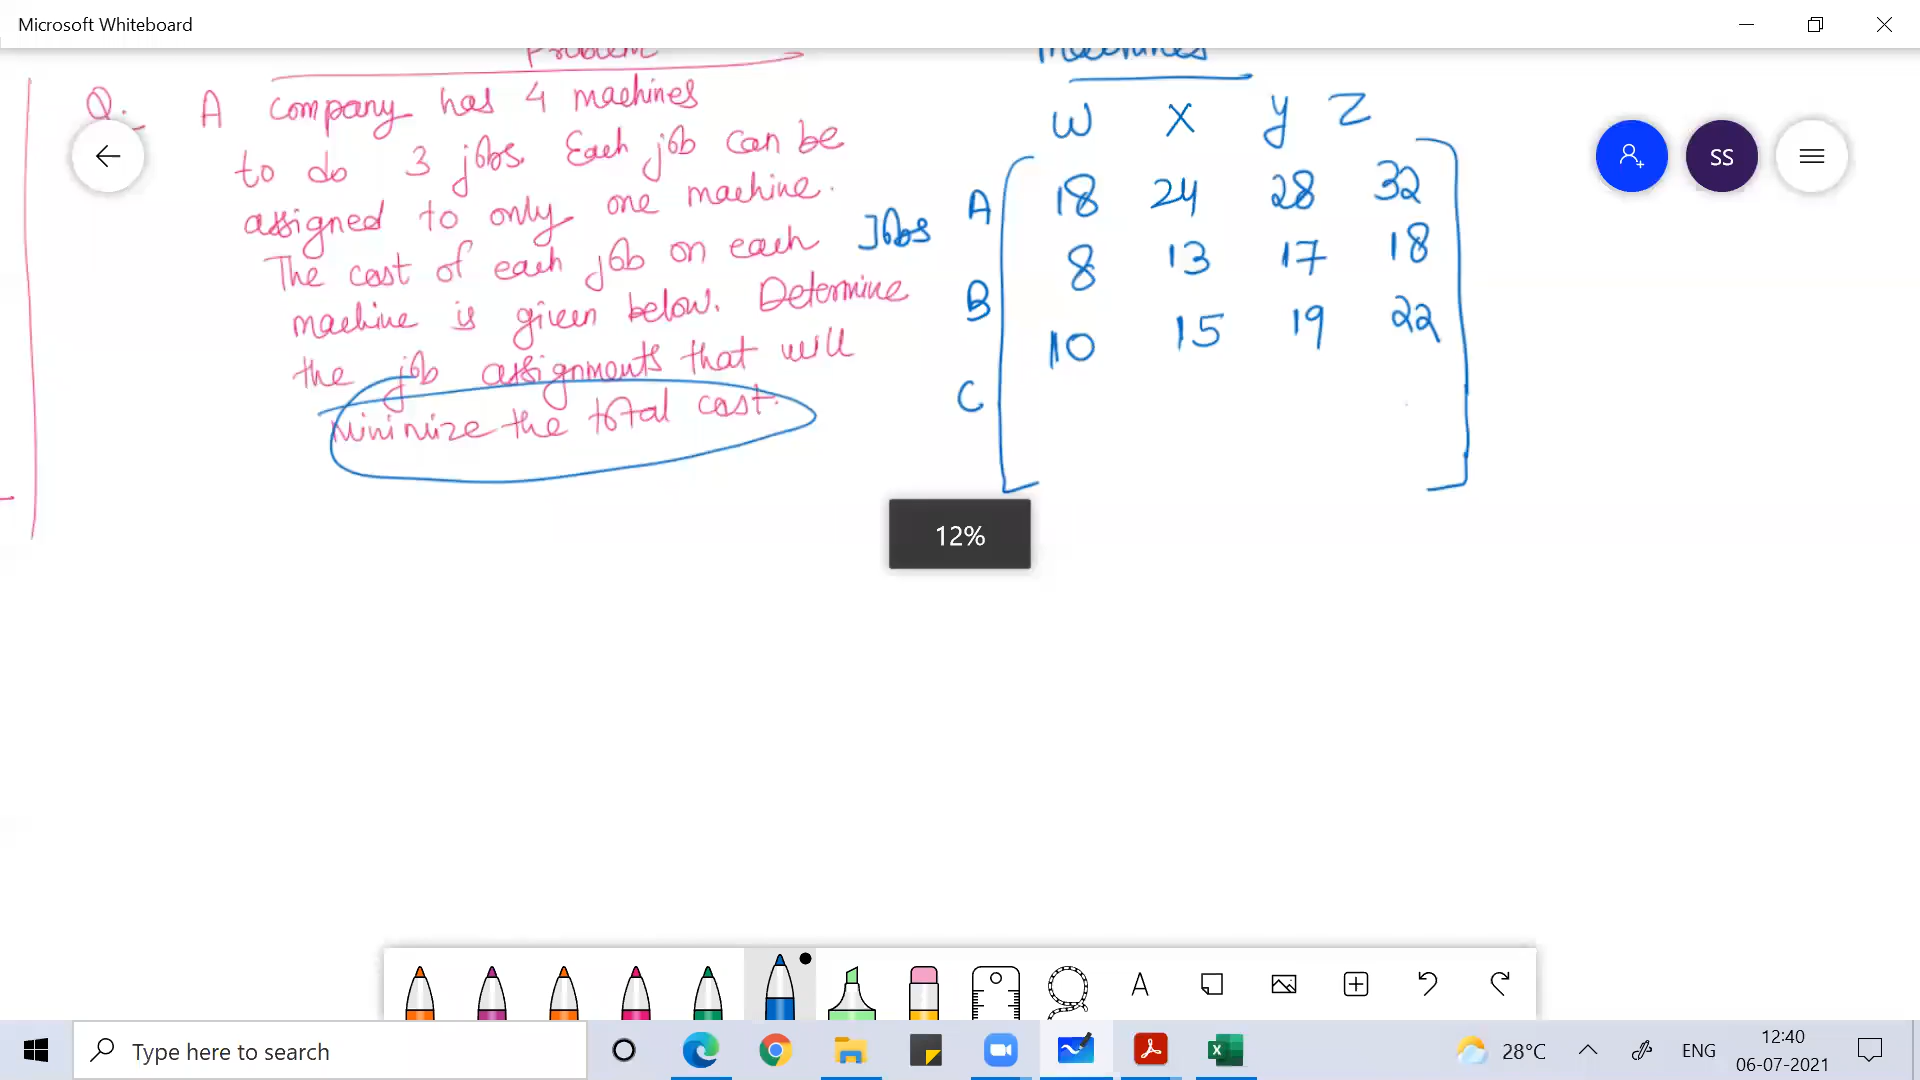 Microsoft Whiteboard
Problem
Q. A company has 4 machines
to do 3 jobs. Each job can be
assigned to only one machine.
The cost of each job on each
machine is given below. Determine
the job assignments that will
minimize the total cost.
Machines
W X Y Z
Jobs
A 18 24 28 32
B 8 13 17 18
C 10 15 19 22
SS
12%
Type here to search
28°C
ENG
12:40
06-07-2021